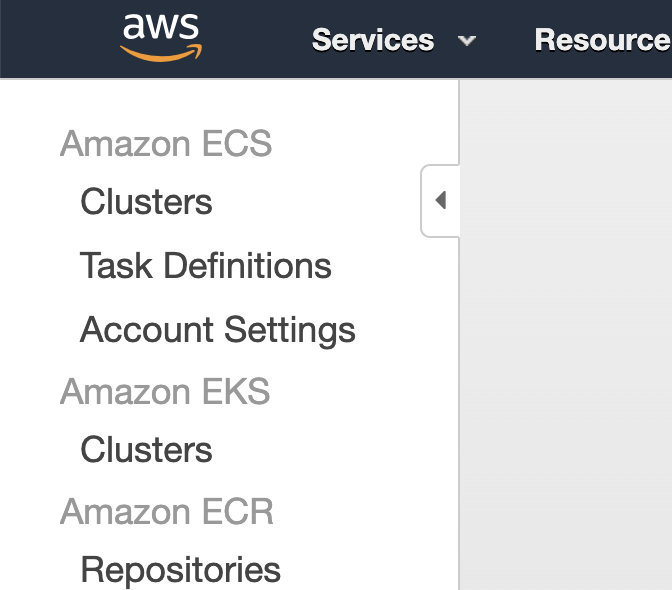 aws Services Resource
Amazon ECS
Clusters
Task Definitions
Account Settings
Amazon EKS
Clusters
Amazon ECR
Repositories